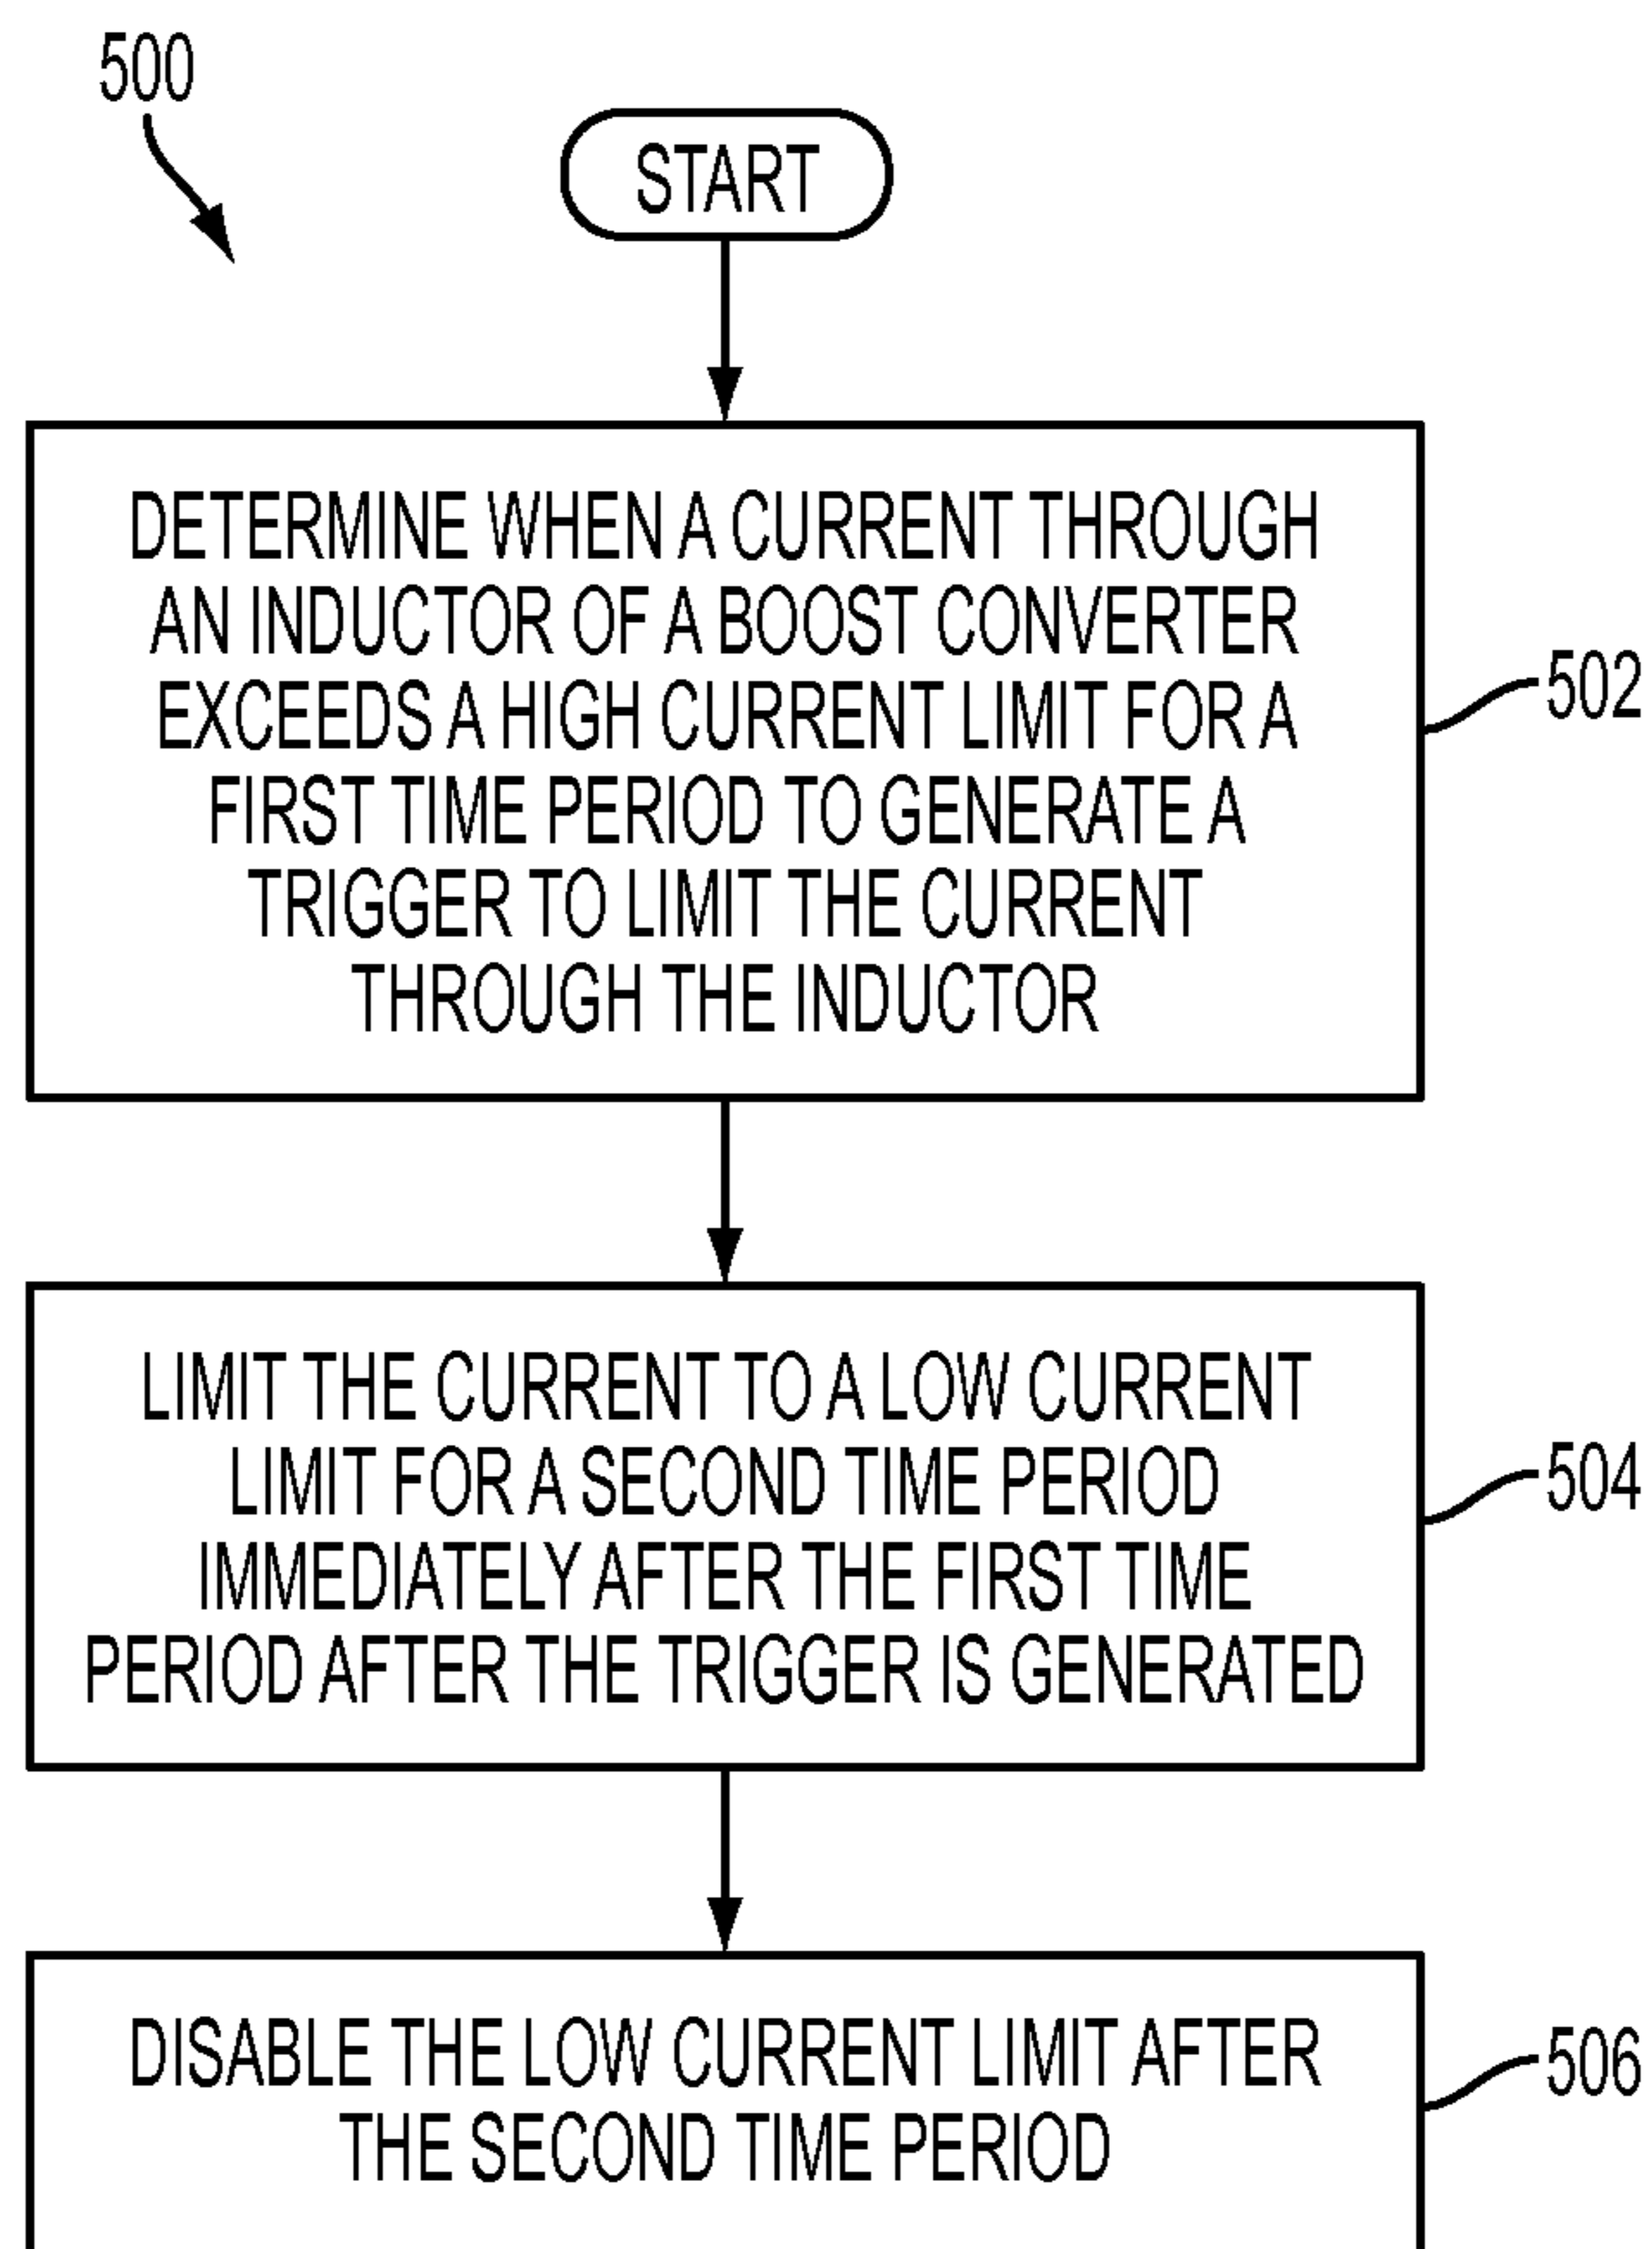 500
START
DETERMINE WHEN A CURRENT THROUGH
AN INDUCTOR OF A BOOST CONVERTER
EXCEEDS A HIGH CURRENT LIMIT FOR A
FIRST TIME PERIOD TO GENERATE A
TRIGGER TO LIMIT THE CURRENT
THROUGH THE INDUCTOR
502
LIMIT THE CURRENT TO A LOW CURRENT
LIMIT FOR A SECOND TIME PERIOD
IMMEDIATELY AFTER THE FIRST TIME
PERIOD AFTER THE TRIGGER IS GENERATED
504
DISABLE THE LOW CURRENT LIMIT AFTER
THE SECOND TIME PERIOD
506